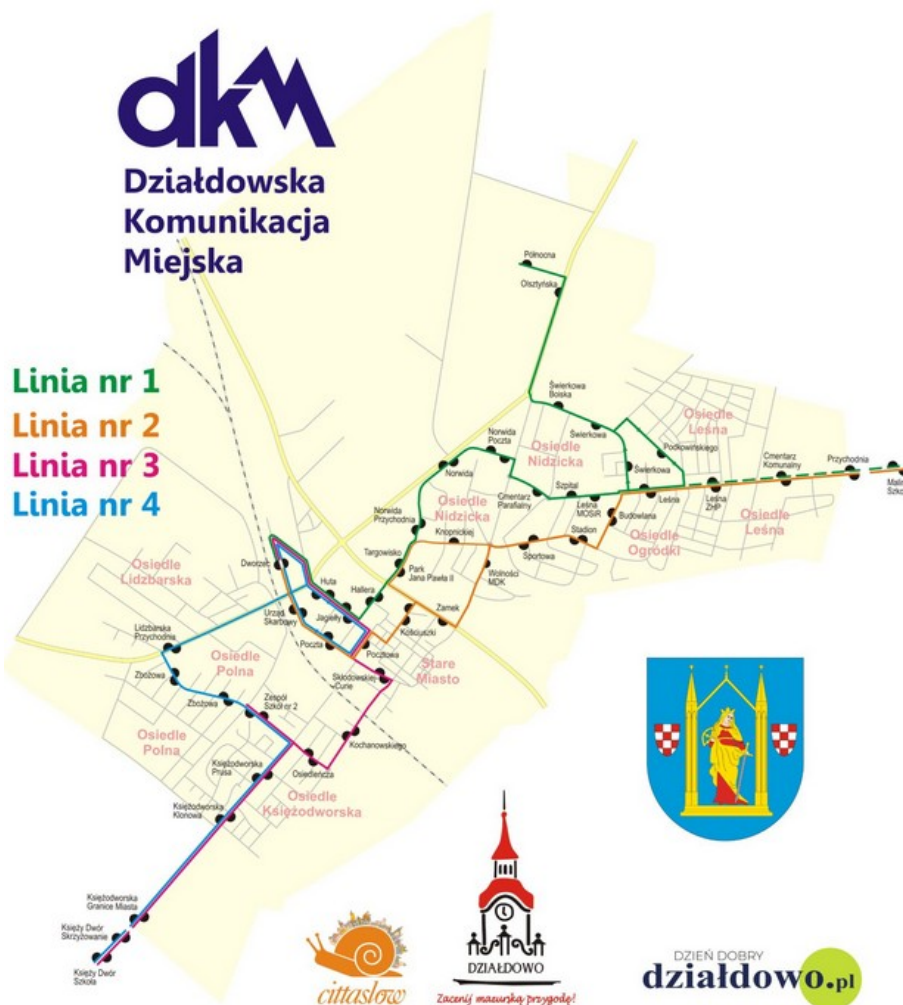 dkm
Działdowska
Komunikacja
Miejska
Linia nr 1
Linia nr 2
Linia nr 3
Linia nr 4
Północna
Olsztyńska
Świerkowa
Boiska
Świerkowa
Osiedle
Leśna
Podkowińskiego
Norwida
Poczta
Osiedle
Nidzicka
Norwida
Świerkowa
Cmentarz
Komunalny
Przychodnia
Szpital
Leśna
Cmentarz
Parafialny
Leśna
MOSiR
Leśna
ZHP
Osiedle
Nidzicka
Norwida
Przychodnia
Budowlana
Osiedle
Leśna
Stadion
Osiedle
Ogródki
Knopnickiej
Sportowa
Targowisko
Park
Jana Pawła II
Wolności
MDK
Dworzec
Osiedle
Lidzbarska
Huta
Hallera
Urząd
Skarbowy
Jagiełły
Zamek
Kościuszki
Lidzbarska
Przychodnia
Poczta
Pocztowa
Osiedle
Polna
Stare
Miasto
Zbożowa
Skłodowskiej
-Curie
Zbożowa
Zespół
Szkół nr 2
Osiedle
Polna
Kochanowskiego
Księżodworska
Prusa
Osiedleńcza
Osiedle
Księżodworska
Księżodworska
Klonowa
Księżodworska
Granice Miasta
Księży Dwór
Skrzyżowanie
Księży Dwór
Szkoła
cittaslow
DZIAŁDOWO
Zacznij mazurską przygodę!
DZIEŃ DOBRY
działdowo.pl